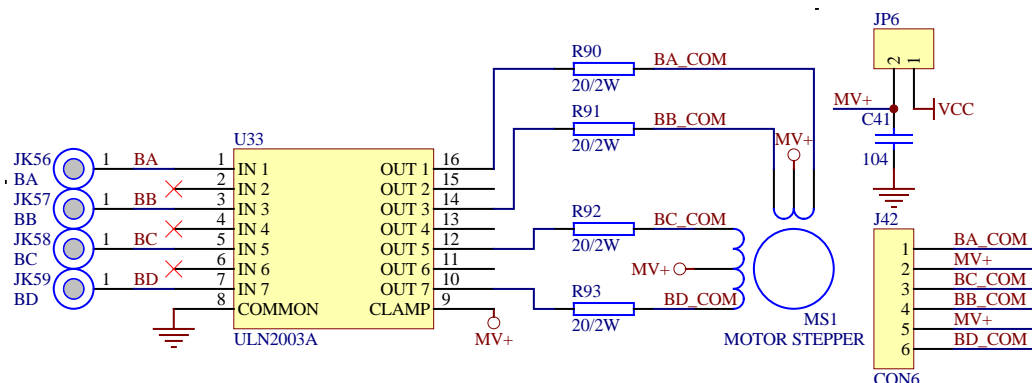 JP6
2
1
MV+
VCC
C41
104
R90
BA_COM
20/2W
R91
BB_COM
20/2W
MV+
U33
JK56
1
BA
1
IN 1
OUT 1
16
BA
2
IN 2
OUT 2
15
JK57
1
BB
3
IN 3
OUT 3
14
BB
4
IN 4
OUT 4
13
JK58
1
BC
5
IN 5
OUT 5
12
BC
6
IN 6
OUT 6
11
JK59
1
BD
7
IN 7
OUT 7
10
BD
8
COMMON
CLAMP
9
ULN2003A
MV+
R92
BC_COM
20/2W
MV+
R93
BD_COM
20/2W
MS1
MOTOR STEPPER
J42
1
BA_COM
2
MV+
3
BC_COM
4
BB_COM
5
MV+
6
BD_COM
CON6